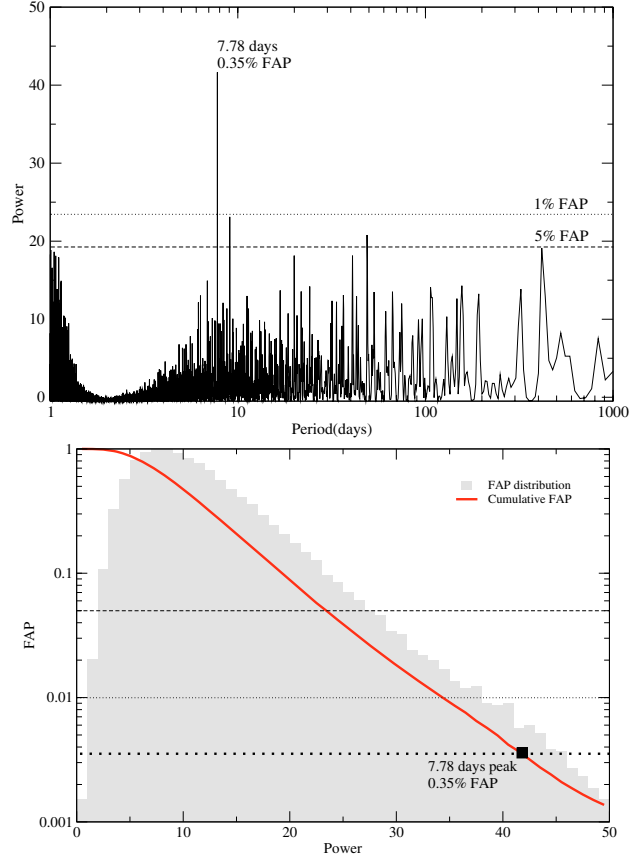 50
7.78 days
0.35% FAP
40
30
Power
1% FAP
20
5% FAP
10
0
1 10 100 1000
Period(days)
1
FAP distribution
Cumulative FAP
0.1
FAP
0.010
7.78 days peak
0.35% FAP
0.001
0 10 20 30 40 50
Power